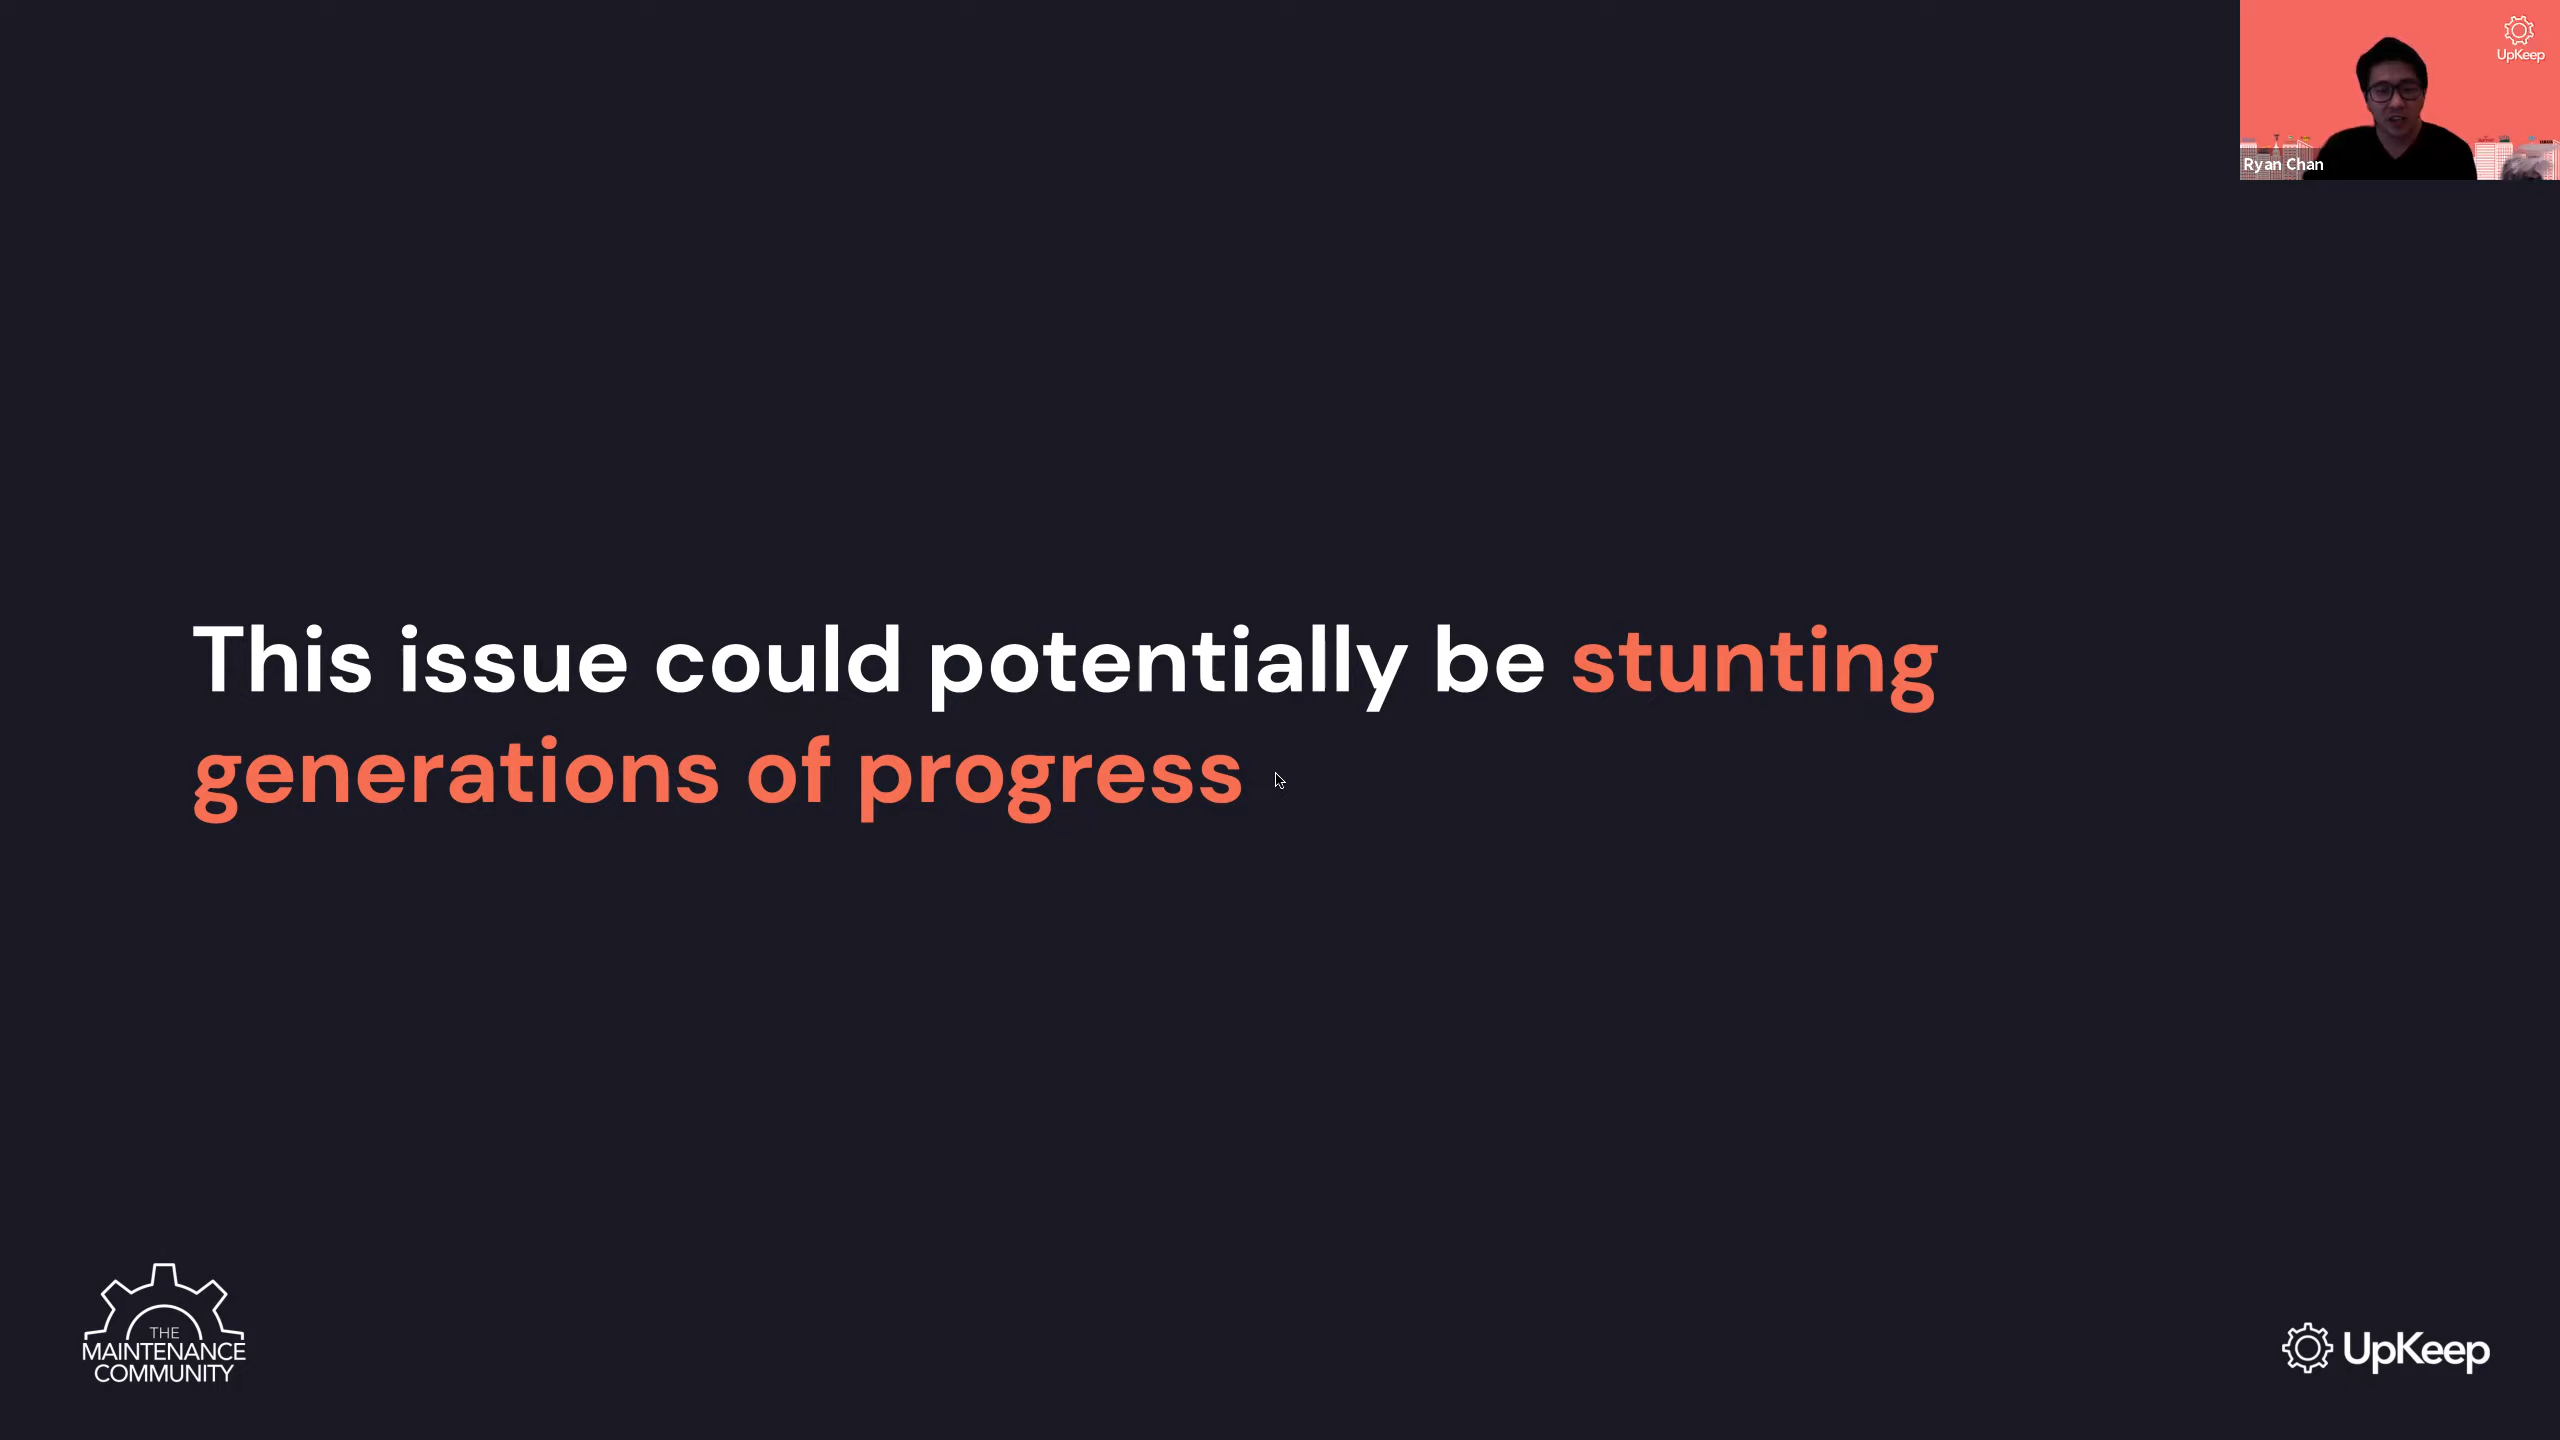 UpKeep
Ryan Chan
This issue could potentially be stunting
generations of progress
THE
MAINTENANCE
COMMUNITY
UpKeep